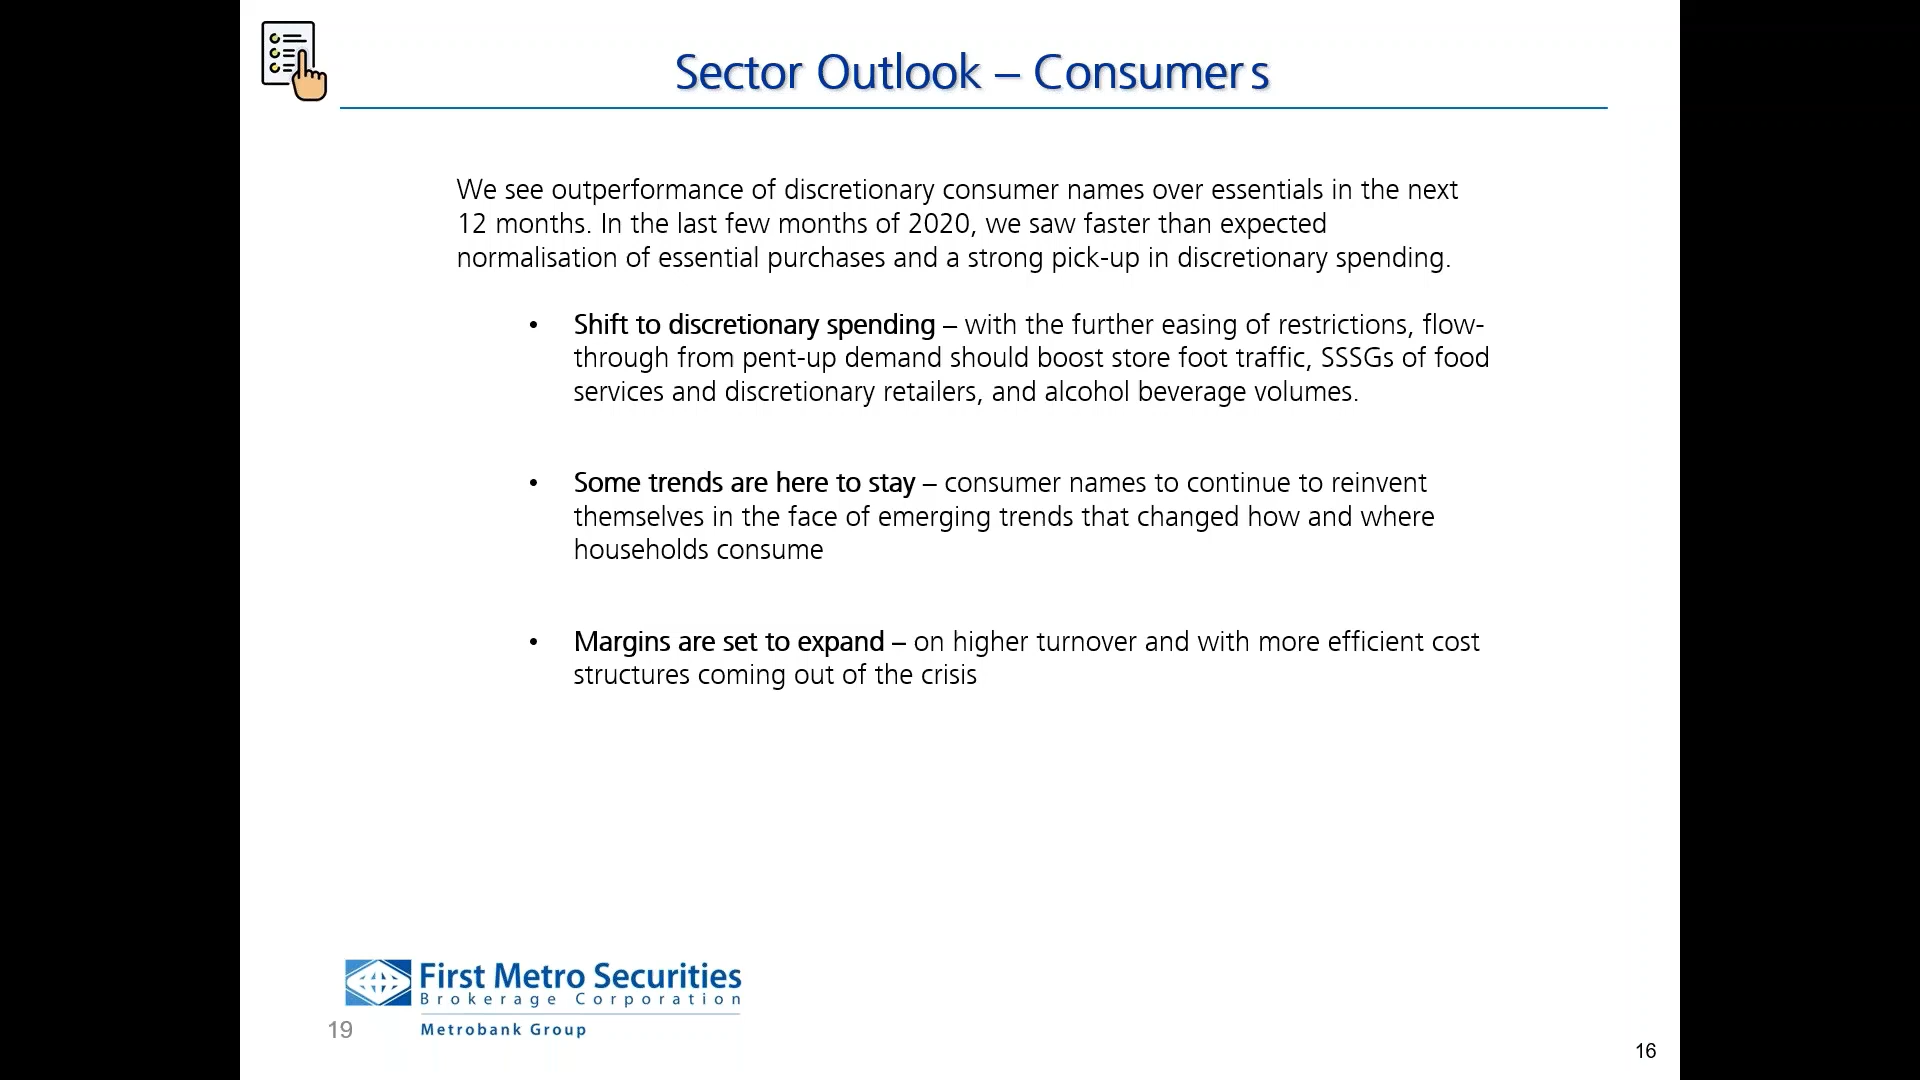 Sector Outlook – Consumers
We see outperformance of discretionary consumer names over essentials in the next
12 months. In the last few months of 2020, we saw faster than expected
normalisation of essential purchases and a strong pick-up in discretionary spending.
• Shift to discretionary spending – with the further easing of restrictions, flow-
through from pent-up demand should boost store foot traffic, SSSGs of food
services and discretionary retailers, and alcohol beverage volumes.
• Some trends are here to stay – consumer names to continue to reinvent
themselves in the face of emerging trends that changed how and where
households consume
• Margins are set to expand – on higher turnover and with more efficient cost
structures coming out of the crisis
First Metro Securities
Brokerage Corporation
Metrobank Group
19
16